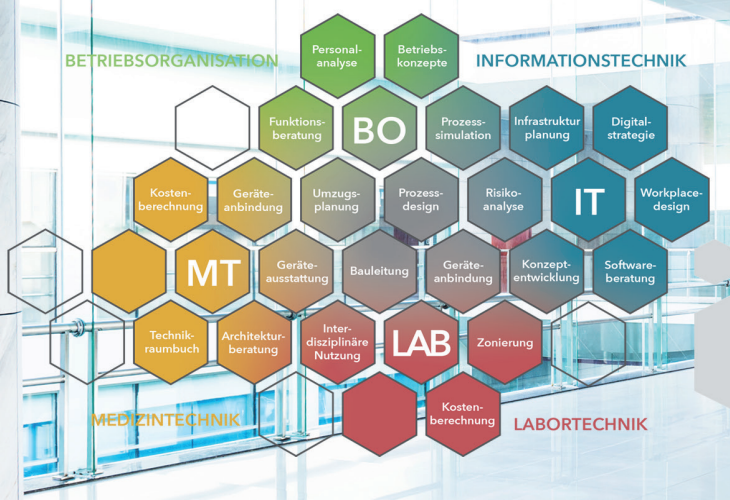 BETRIEBSORGANISATION
Personal-
analyse
Betriebs-
konzepte
INFORMATIONSTECHNIK
Funktions-
beratung
BO
Prozess-
simulation
Infrastruktur
planung
Digital-
strategie
Kosten-
berechnung
Geräte-
anbindung
Umzugs-
planung
Prozess-
design
Risiko-
analyse
IT
Workplace-
design
MT
Geräte-
ausstattung
Bauleitung
Geräte-
anbindung
Konzept-
entwicklung
Software-
beratung
Technik-
raumbuch
Architektur-
beratung
Inter-
disziplinäre
Nutzung
LAB
Zonierung
MEDIZINTECHNIK
Kosten-
berechnung
LABORTECHNIK